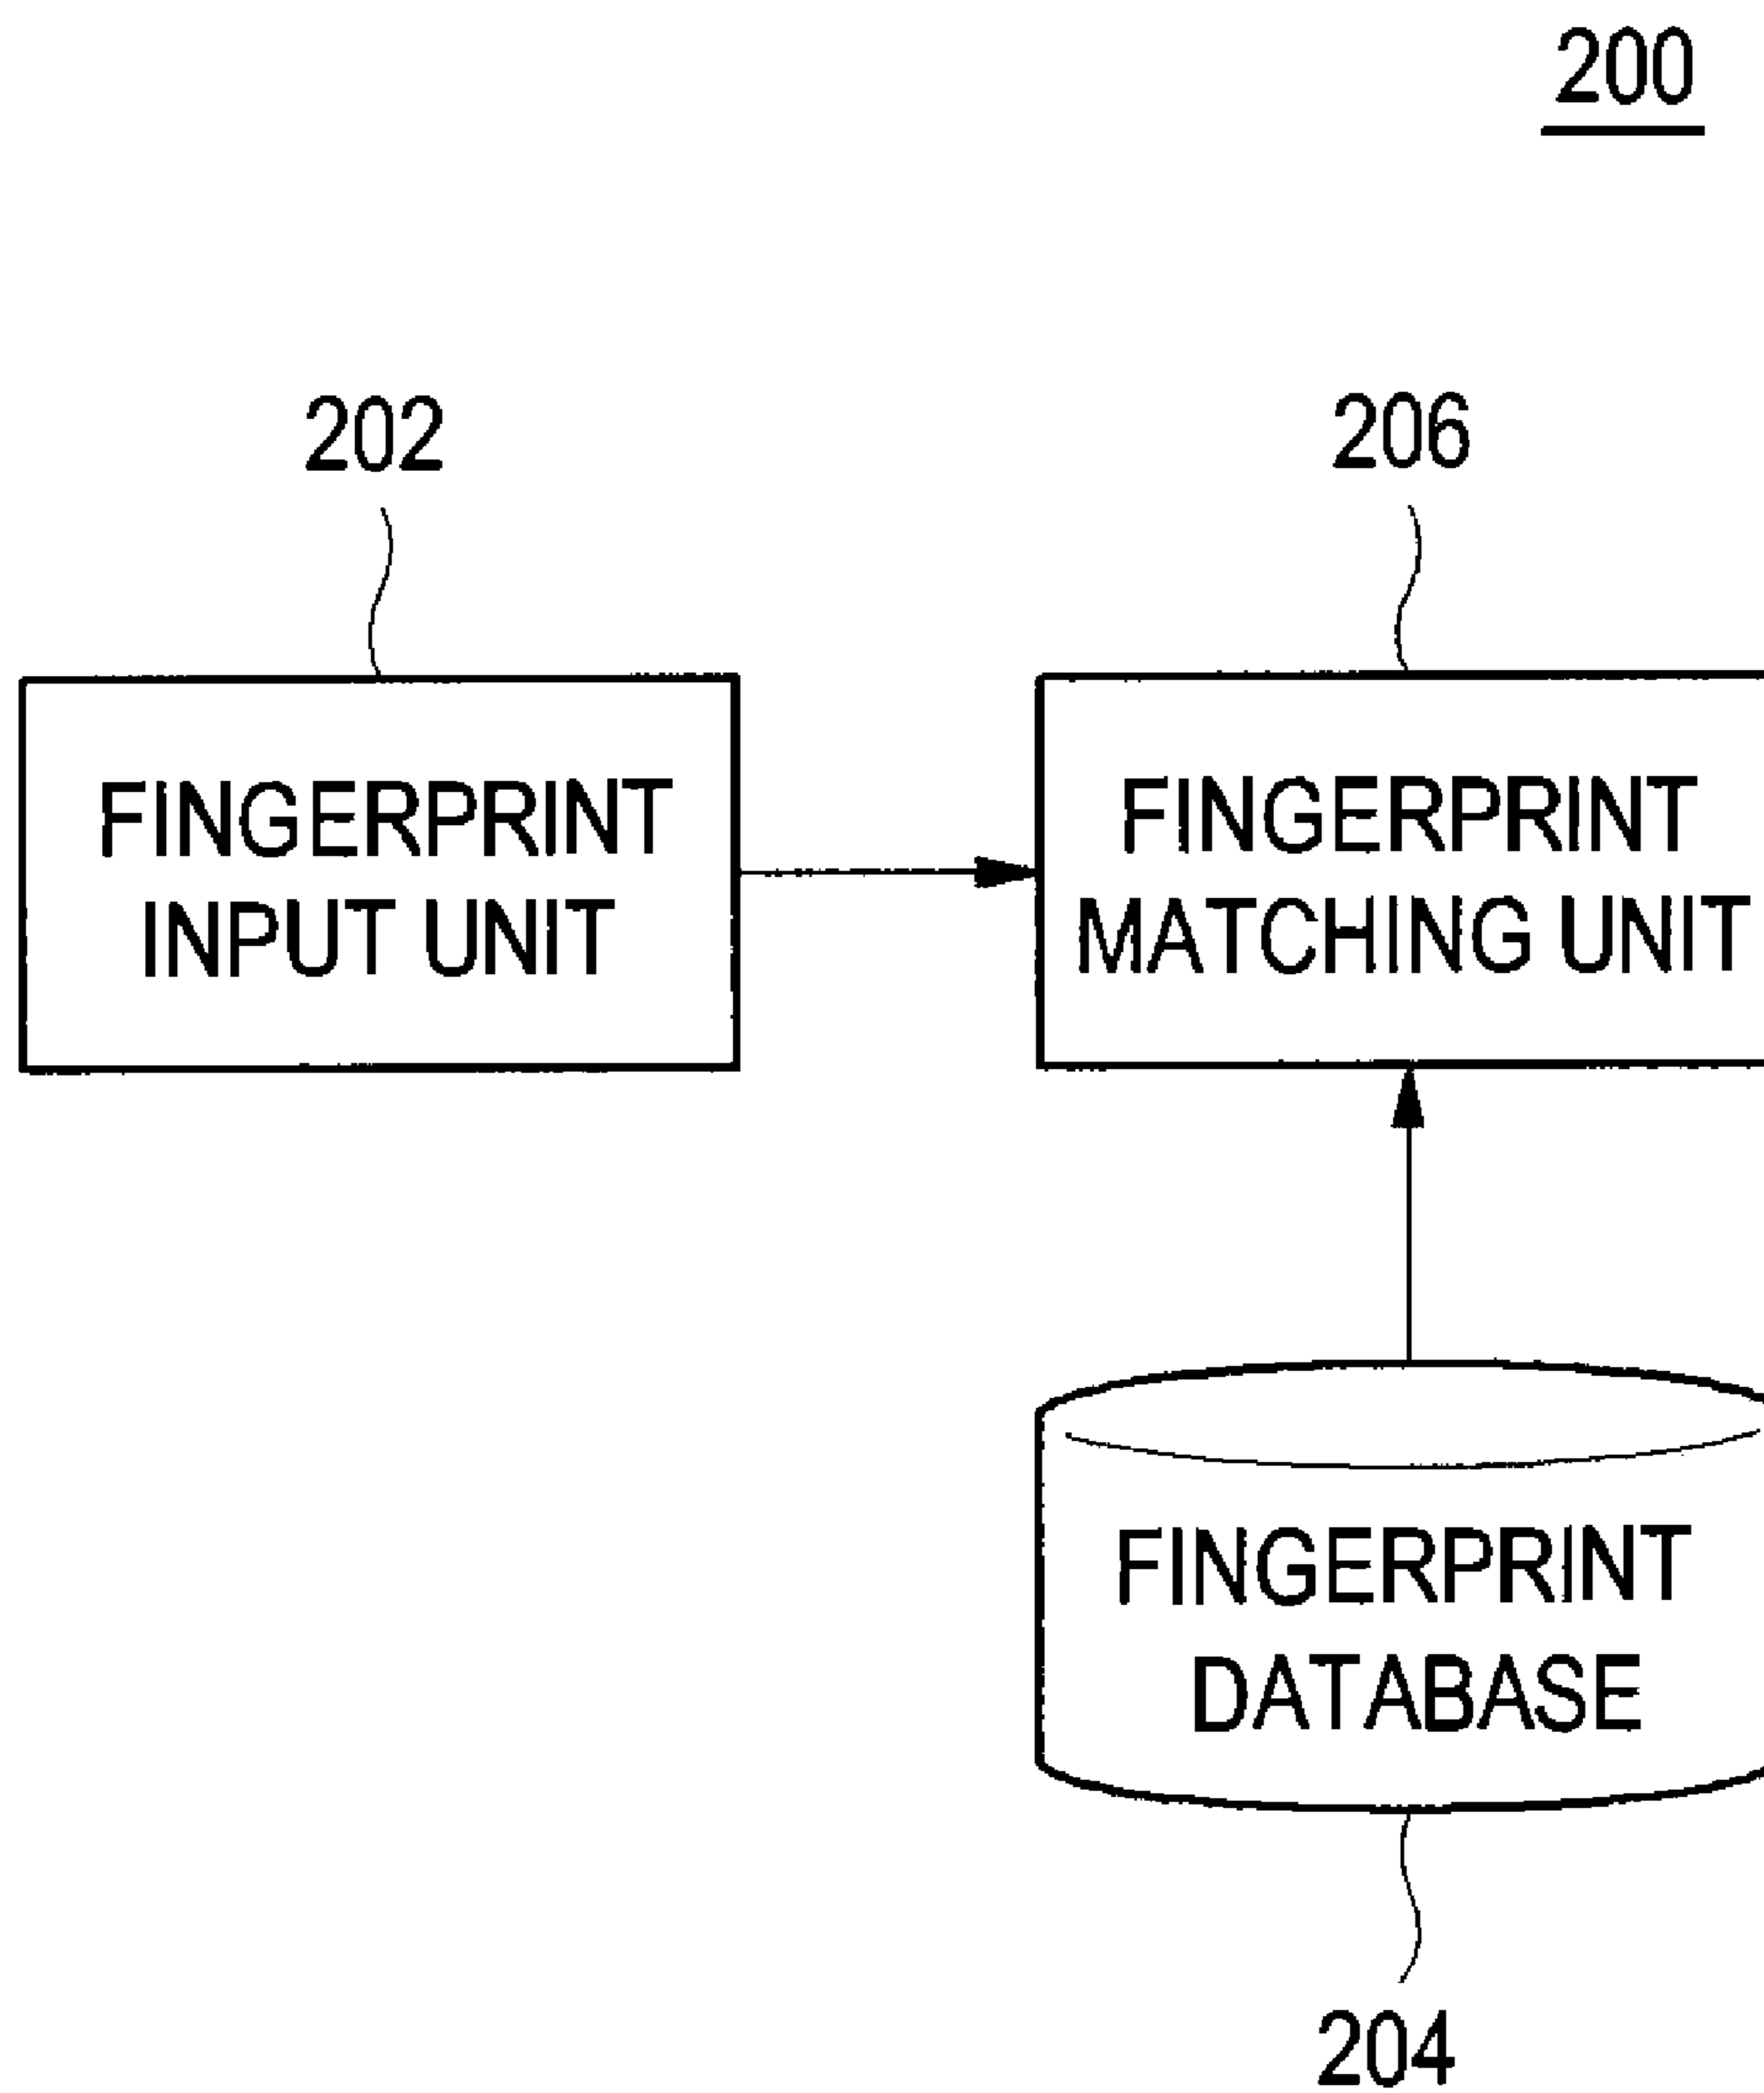 200
202
206
FINGERPRINT
INPUT UNIT
FINGERPRINT
MATCHING UNIT
FINGERPRINT
DATABASE
204